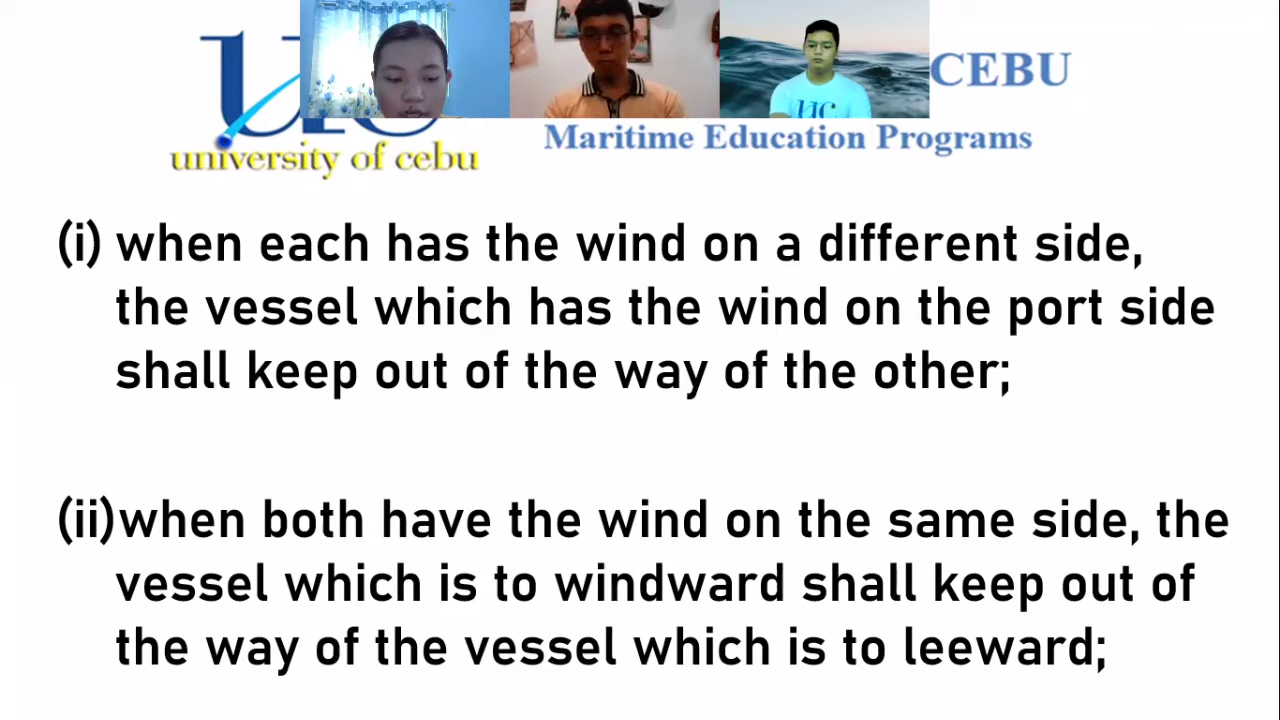 CEBU
university of cebu
Maritime Education Programs
UC
(i) when each has the wind on a different side,
the vessel which has the wind on the port side
shall keep out of the way of the other;
(ii)when both have the wind on the same side, the
vessel which is to windward shall keep out of
the way of the vessel which is to leeward;